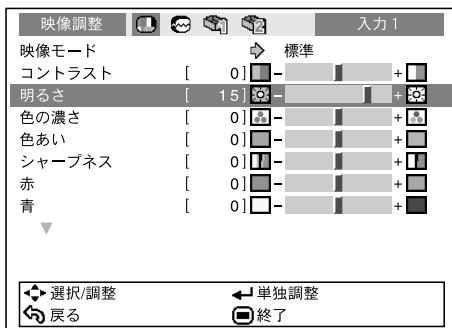 映像調整 入力1
映像モード 標準
コントラスト [ 0] - +
明るさ [ 15] - +
色の濃さ [ 0] - +
色あい [ 0] - +
シャープネス [ 0] - +
赤 [ 0] - +
青 [ 0] - +
選択/調整 単独調整
戻る 終了